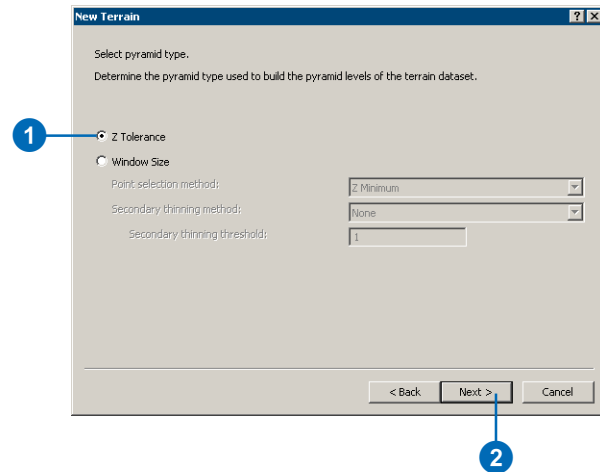 New Terrain
Select pyramid type.
Determine the pyramid type used to build the pyramid levels of the terrain dataset.
1
Z Tolerance
Window Size
Point selection method: Z Minimum
Secondary thinning method: None
Secondary thinning threshold: 1
< Back Next > Cancel
2